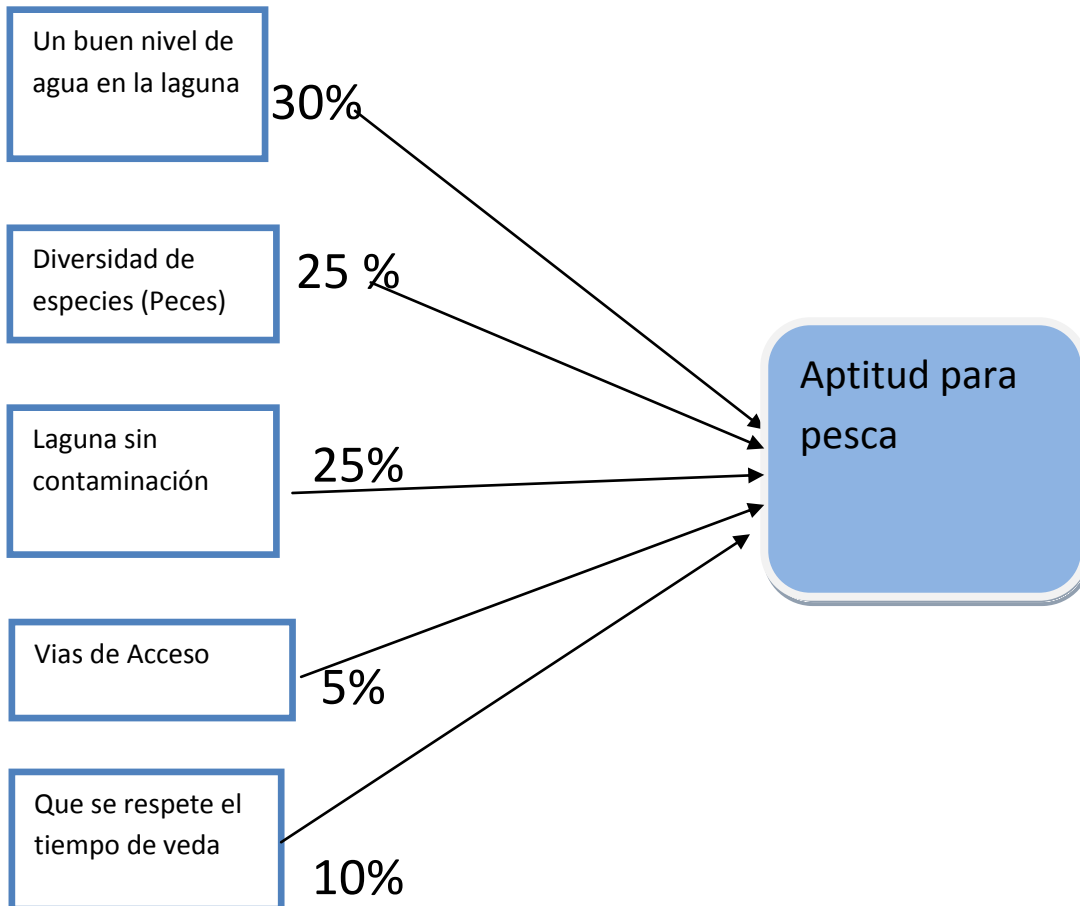 Un buen nivel de
agua en la laguna
30%
Diversidad de
especies (Peces)
25 %
Laguna sin
contaminación
25%
Vias de Acceso
5%
Que se respete el
tiempo de veda
10%
Aptitud para
pesca